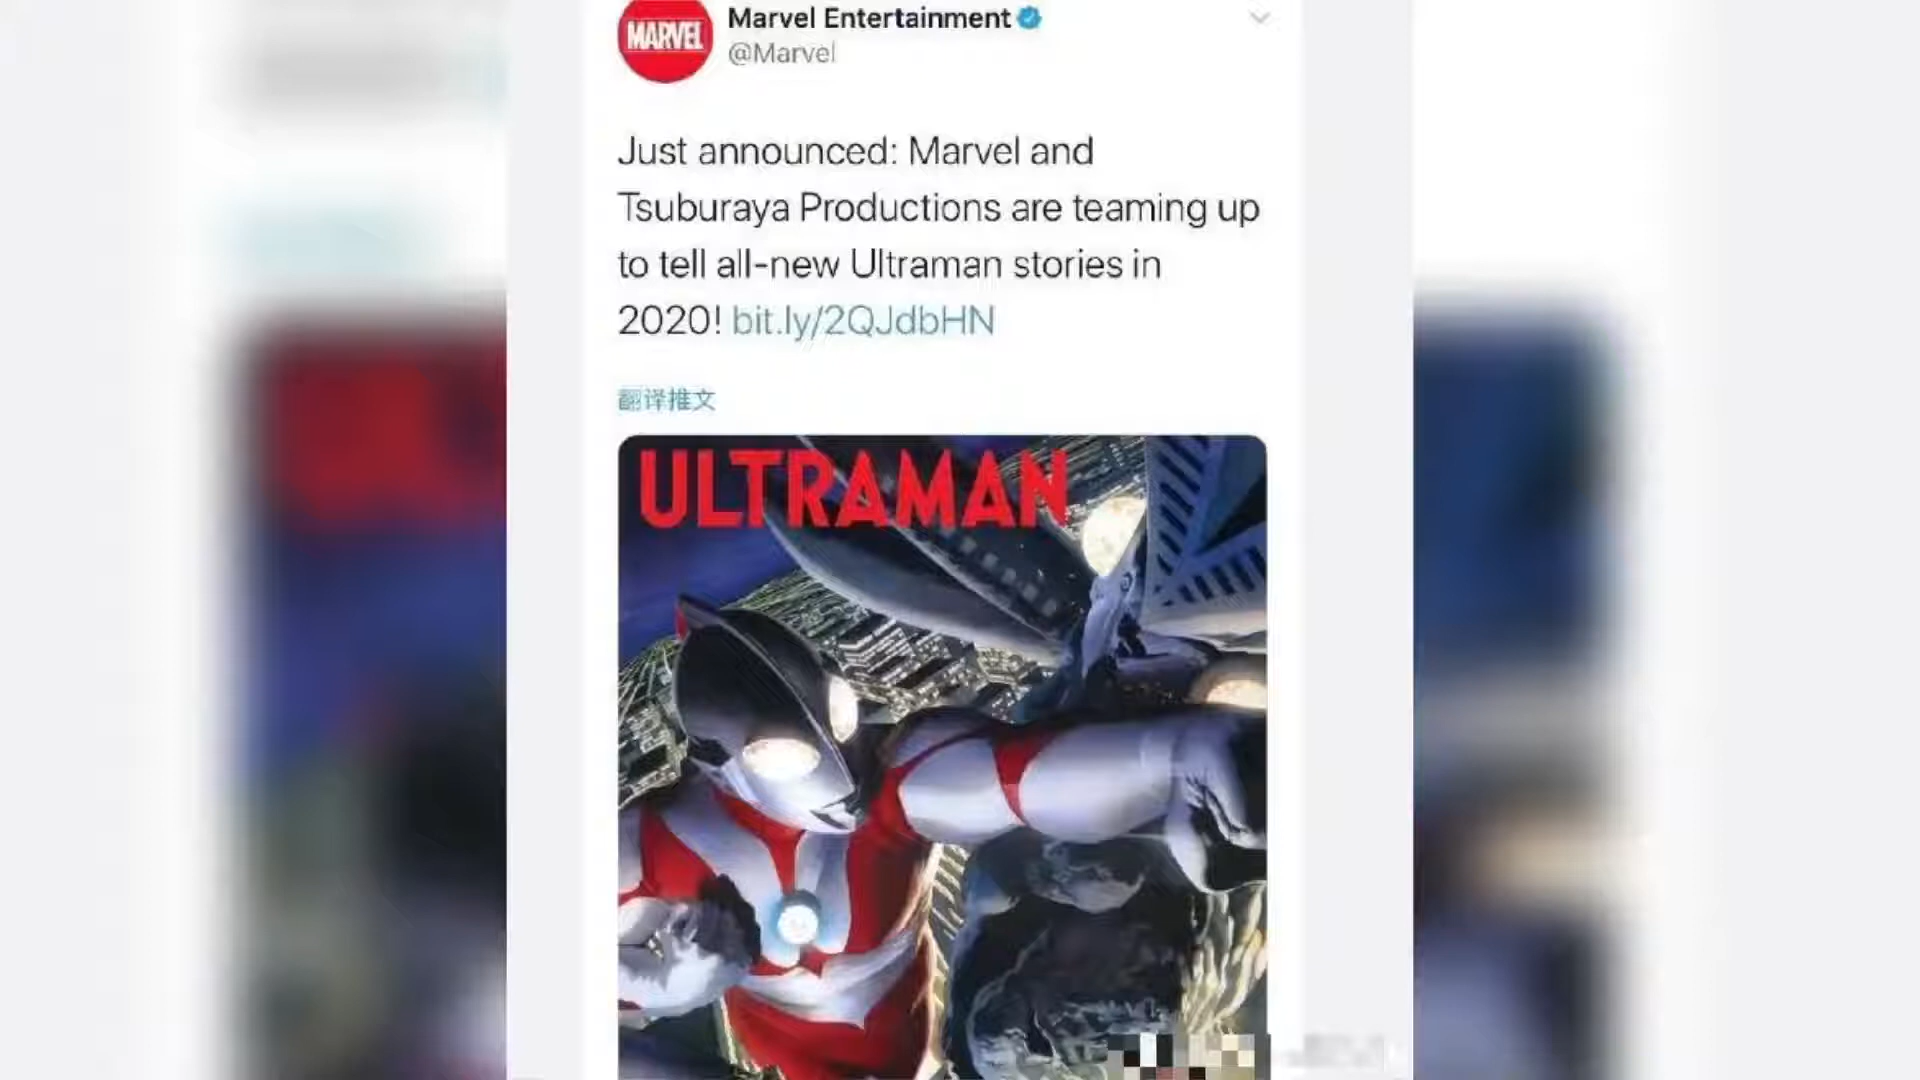 MARVEL
Marvel Entertainment
@Marvel
Just announced: Marvel and
Tsuburaya Productions are teaming up
to tell all-new Ultraman stories in
2020! bit.ly/2QJdbHN
翻译推文
ULTRAMAN